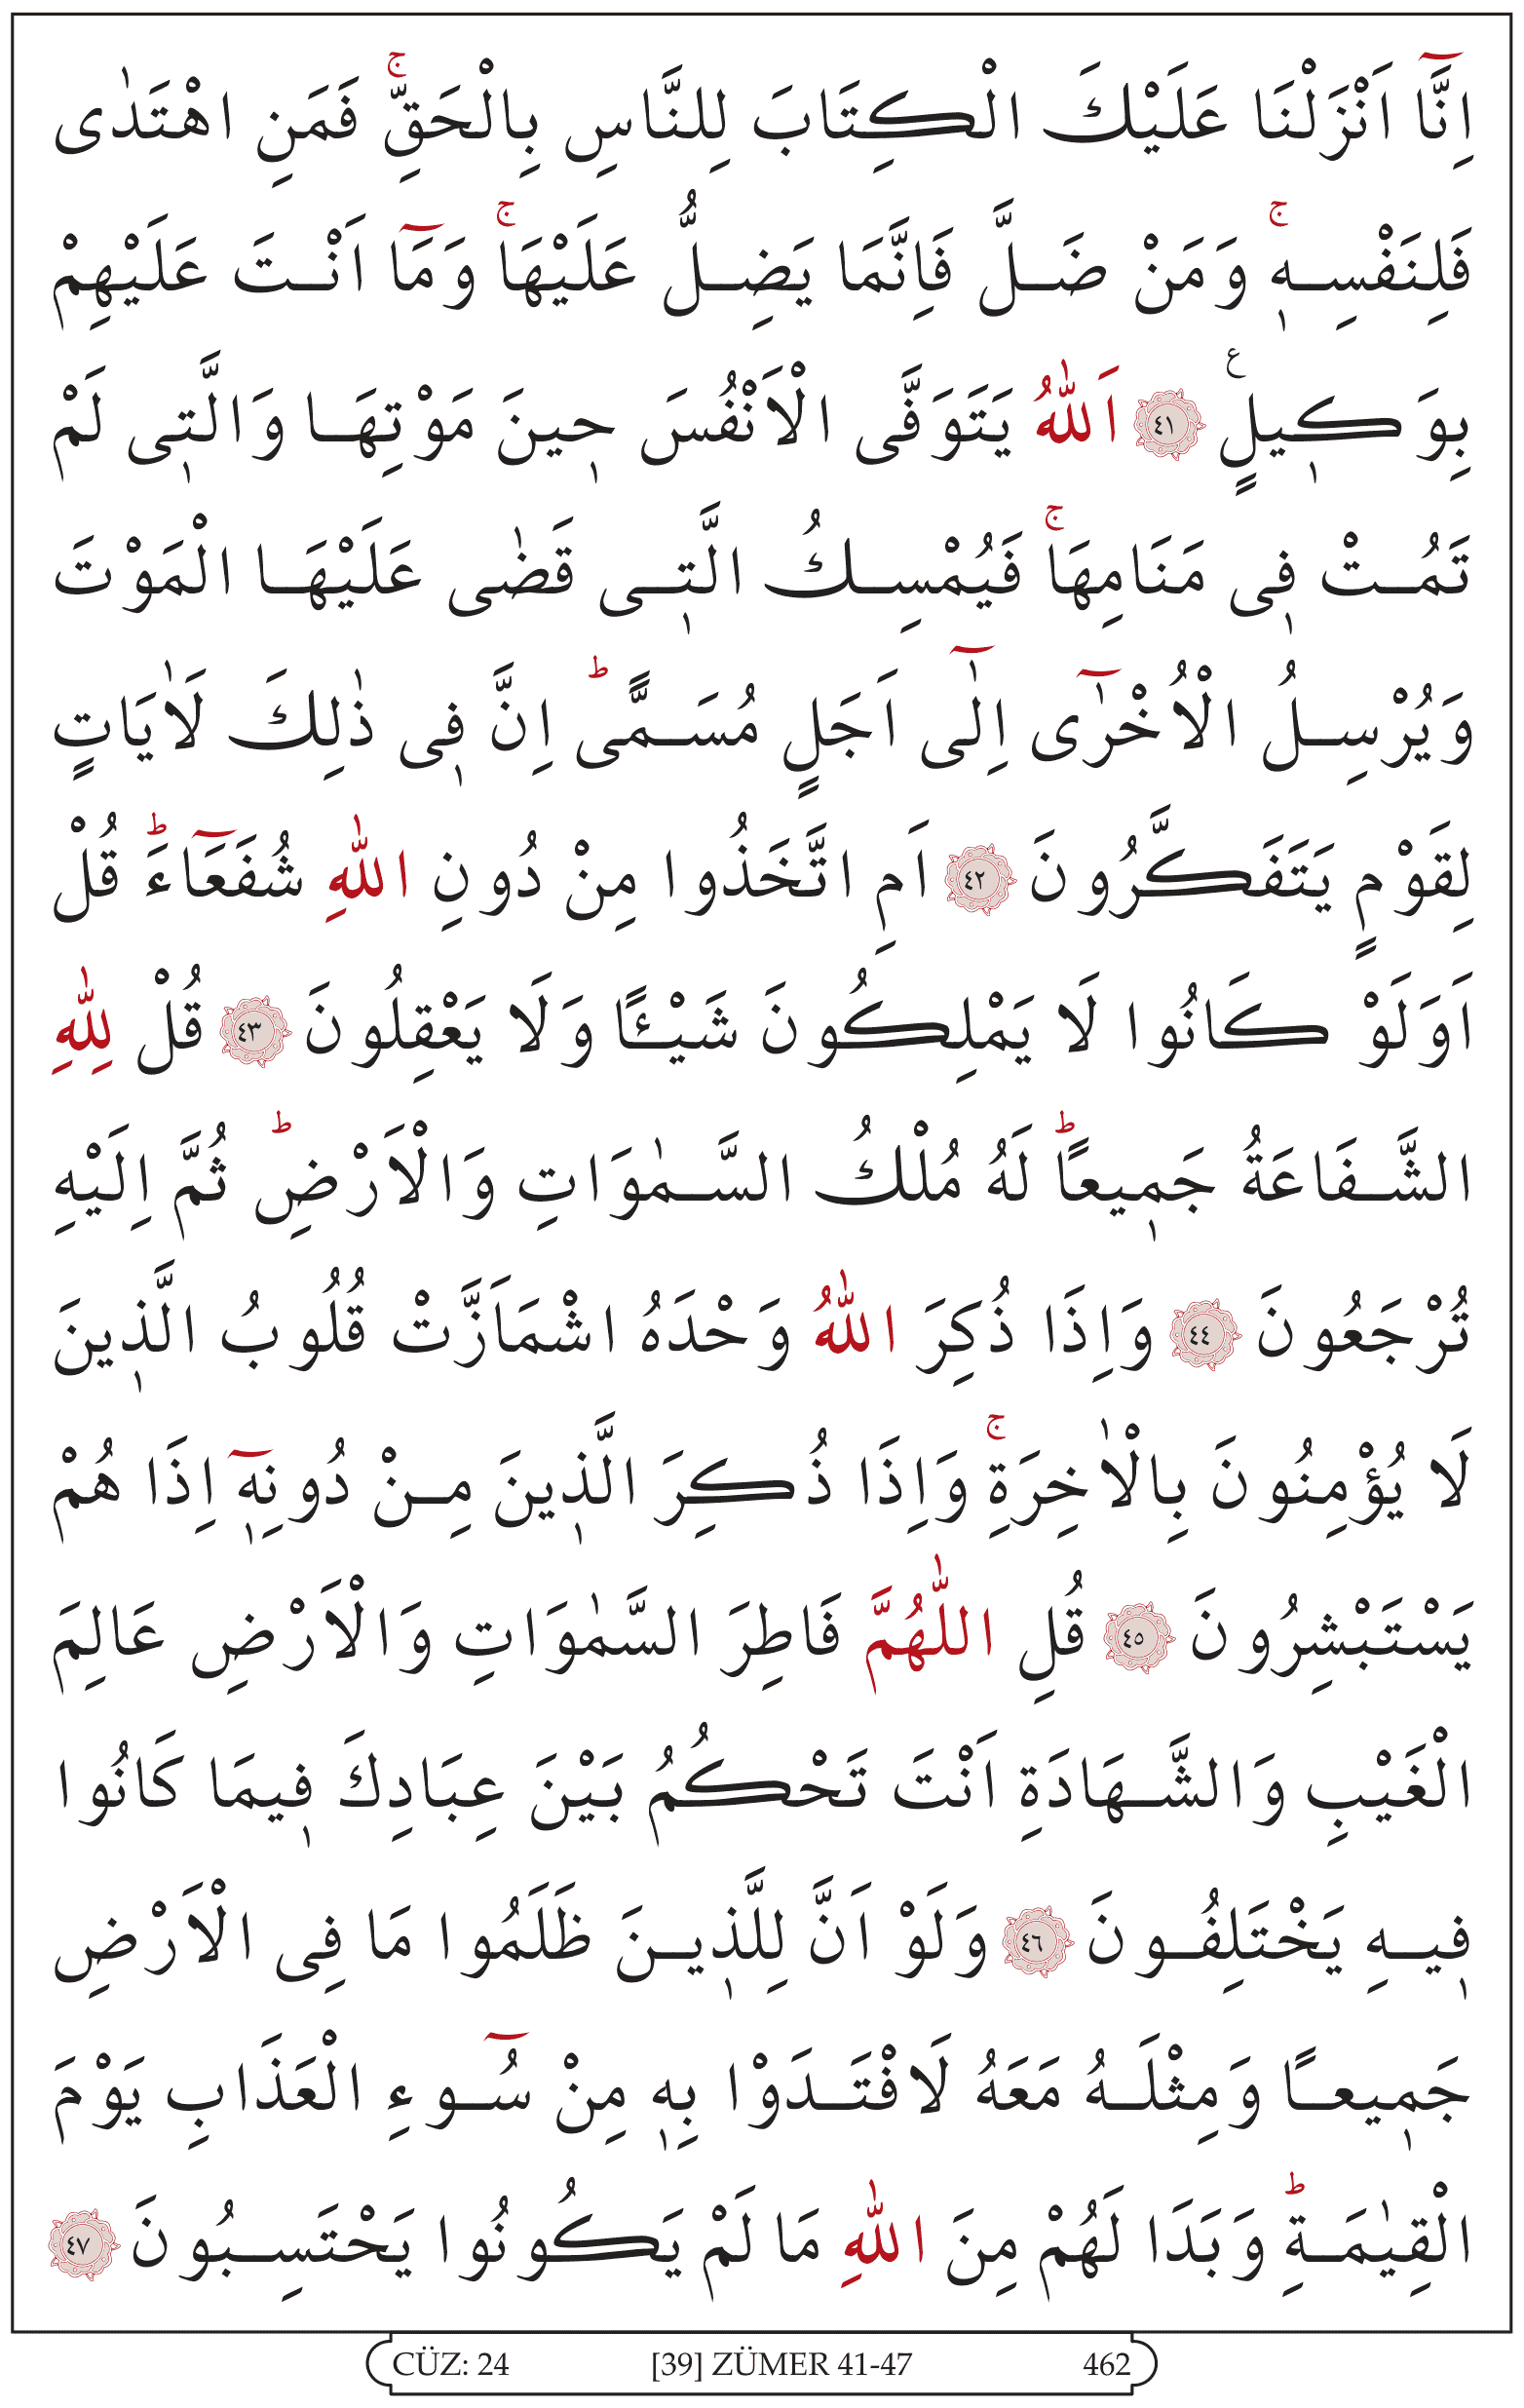 اِنَّٓا اَنْزَلْنَا عَلَيْكَ الْكِتَابَ لِلنَّاسِ بِالْحَقِّۚ فَمَنِ اهْتَدٰى
فَلِنَفْسِهٖۚ وَمَنْ ضَلَّ فَاِنَّمَا يَضِلُّ عَلَيْهَاۚ وَمَٓا اَنْتَ عَلَيْهِمْ
بِوَكٖيلٍ ࣖ ﴿٤١﴾ اَللّٰهُ يَتَوَفَّى الْاَنْفُسَ حٖينَ مَوْتِهَا وَالَّتٖى لَمْ
تَمُتْ فٖى مَنَامِهَاۚ فَيُمْسِكُ الَّتٖى قَضٰى عَلَيْهَا الْمَوْتَ
وَيُرْسِلُ الْاُخْرٰٓى اِلٰٓى اَجَلٍ مُسَمًّىؕ اِنَّ فٖى ذٰلِكَ لَاٰيَاتٍ
لِقَوْمٍ يَتَفَكَّرُونَ ﴿٤٢﴾ اَمِ اتَّخَذُوا مِنْ دُونِ اللّٰهِ شُفَعَٓاءَؕ قُلْ
اَوَلَوْ كَانُوا لَا يَمْلِكُونَ شَيْـًٔا وَلَا يَعْقِلُونَ ﴿٤٣﴾ قُلْ لِلّٰهِ
الشَّفَاعَةُ جَمٖيعًاؕ لَهُ مُلْكُ السَّمٰوَاتِ وَالْاَرْضِؕ ثُمَّ اِلَيْهِ
تُرْجَعُونَ ﴿٤٤﴾ وَاِذَا ذُكِرَ اللّٰهُ وَحْدَهُ اشْمَاَزَّتْ قُلُوبُ الَّذٖينَ
لَا يُؤْمِنُونَ بِالْاٰخِرَةِۚ وَاِذَا ذُكِرَ الَّذٖينَ مِنْ دُونِهٖٓ اِذَا هُمْ
يَسْتَبْشِرُونَ ﴿٤٥﴾ قُلِ اللّٰهُمَّ فَاطِرَ السَّمٰوَاتِ وَالْاَرْضِ عَالِمَ
الْغَيْبِ وَالشَّهَادَةِ اَنْتَ تَحْكُمُ بَيْنَ عِبَادِكَ فٖيمَا كَانُوا
فٖيهِ يَخْتَلِفُونَ ﴿٤٦﴾ وَلَوْ اَنَّ لِلَّذٖينَ ظَلَمُوا مَا فِى الْاَرْضِ
جَمٖيعًا وَمِثْلَهُ مَعَهُ لَافْتَدَوْا بِهٖ مِنْ سُٓوءِ الْعَذَابِ يَوْمَ
الْقِيٰمَةِؕ وَبَدَا لَهُمْ مِنَ اللّٰهِ مَا لَمْ يَكُونُوا يَحْتَسِبُونَ ﴿٤٧﴾
CÜZ: 24 [39] ZÜMER 41-47 462